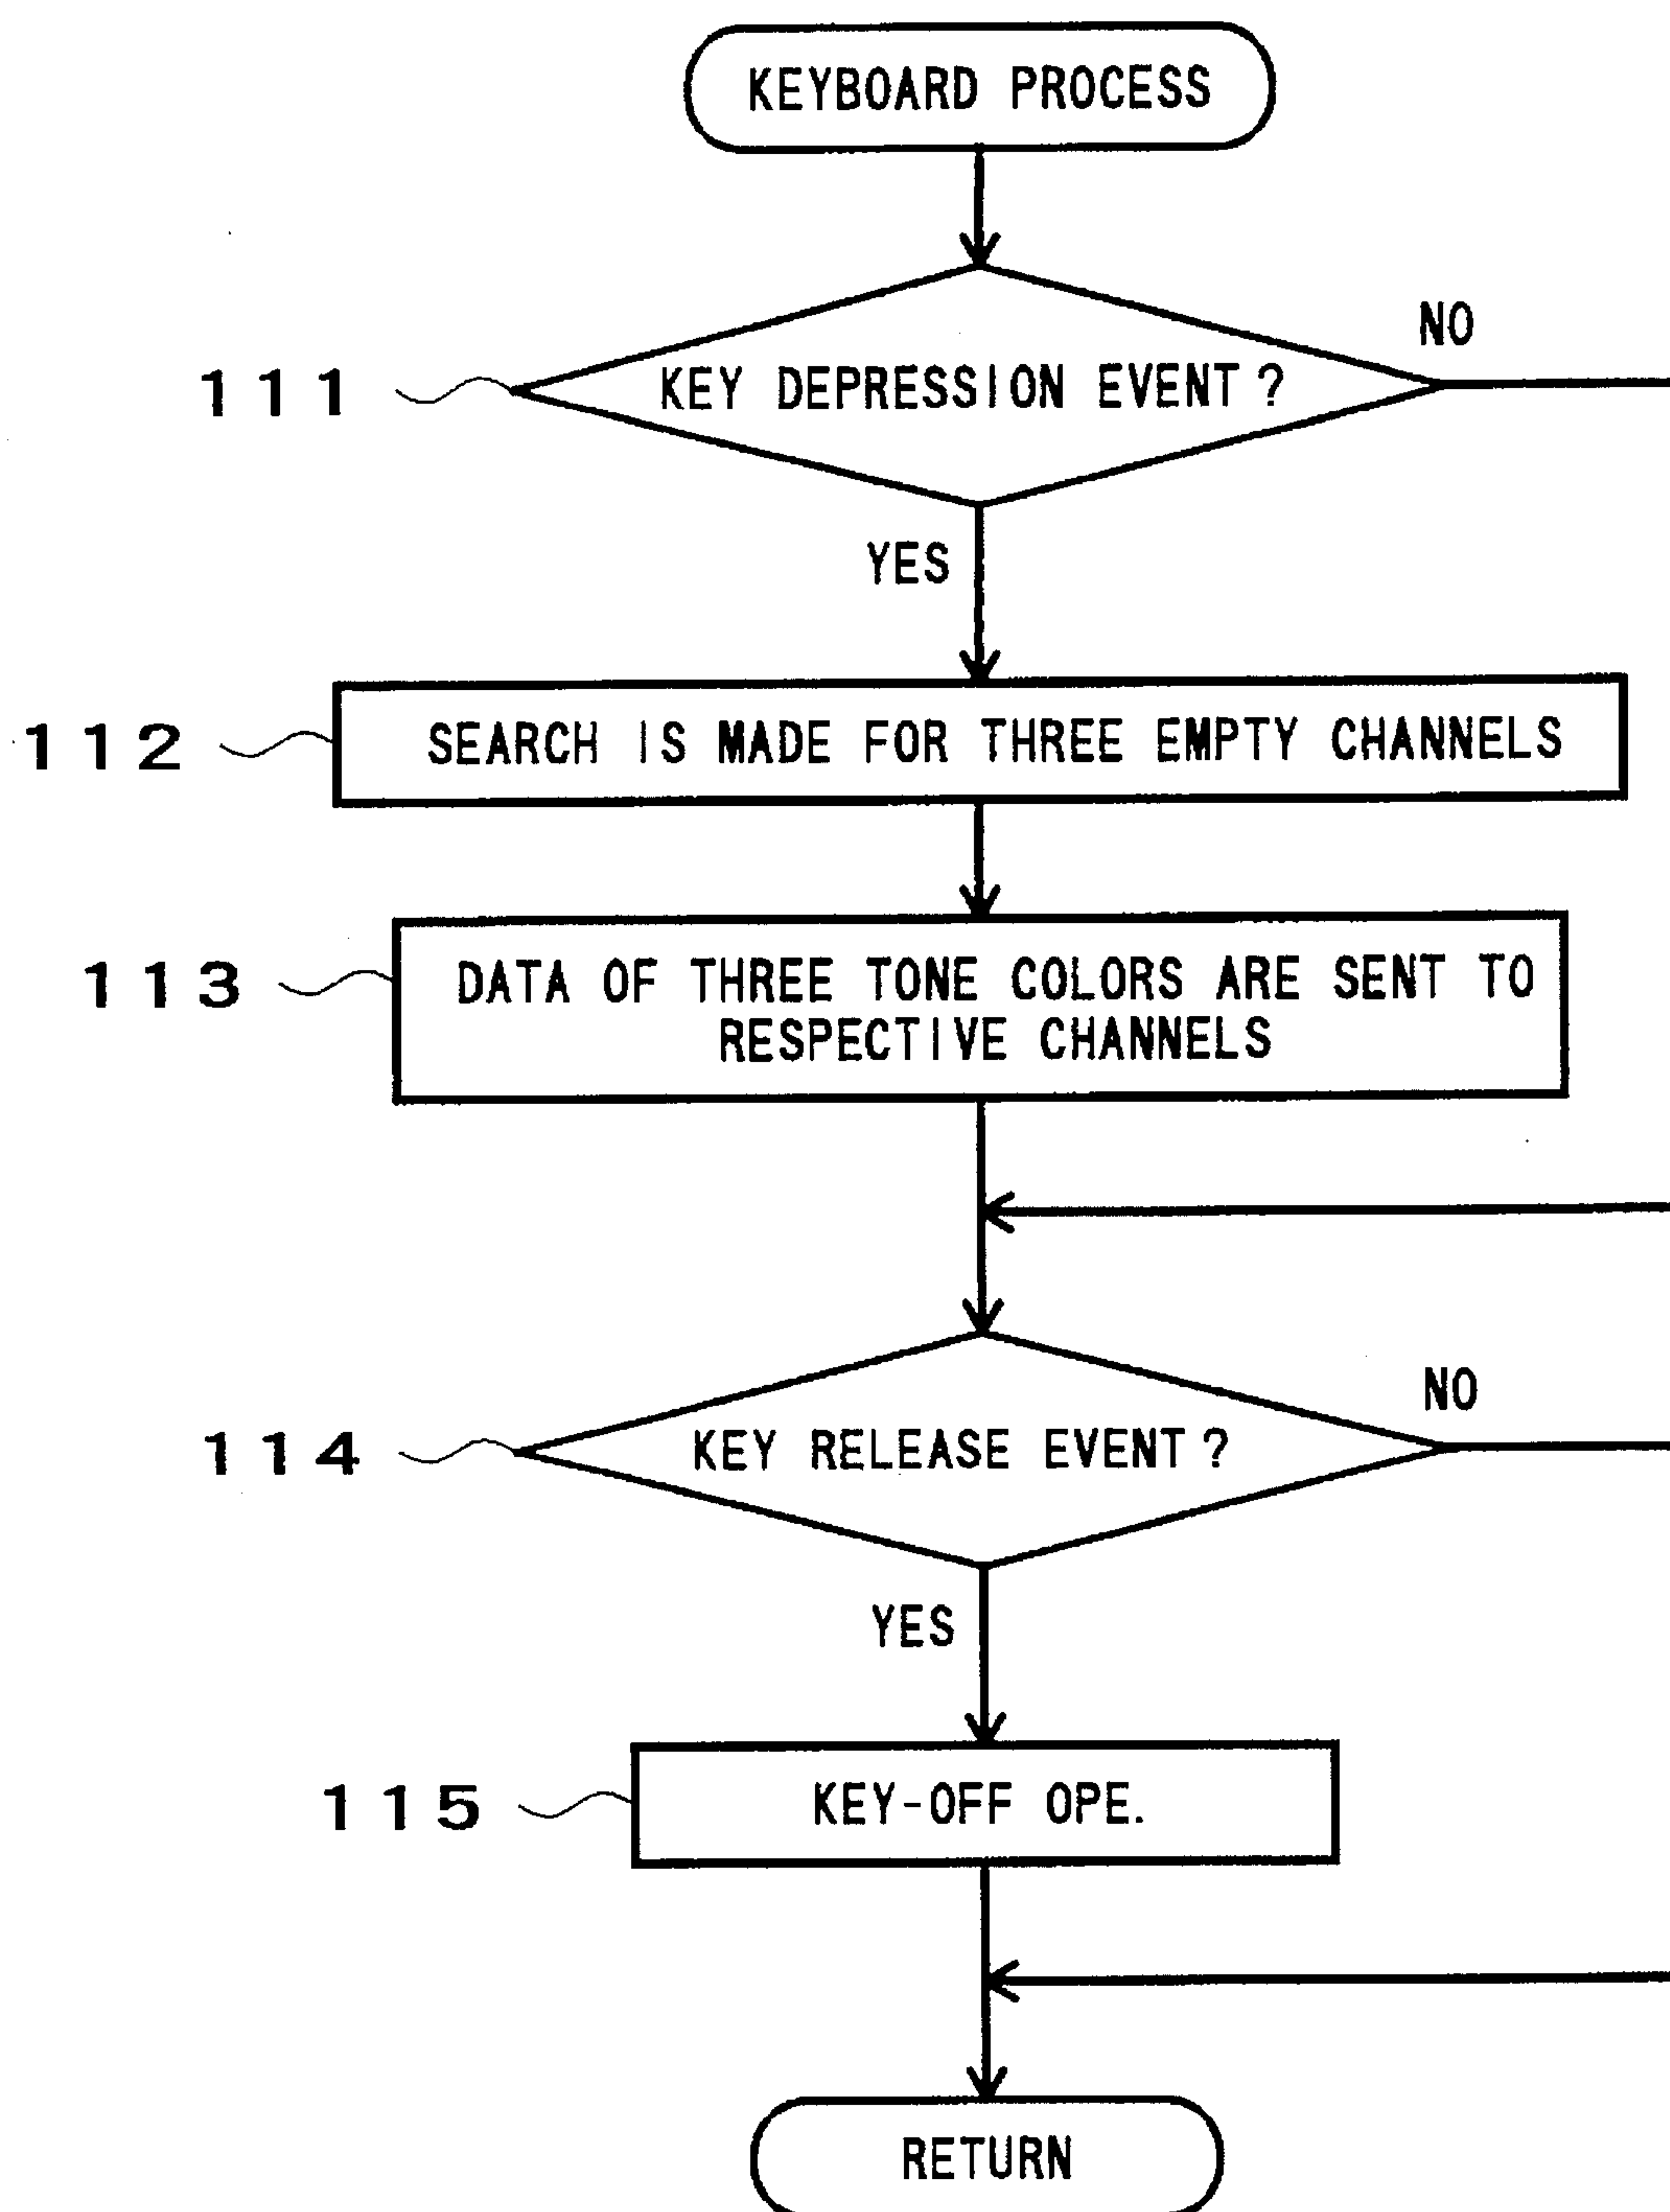 KEYBOARD PROCESS
NO
111
KEY DEPRESSION EVENT?
YES
112
SEARCH IS MADE FOR THREE EMPTY CHANNELS
113
DATA OF THREE TONE COLORS ARE SENT TO
RESPECTIVE CHANNELS
NO
114
KEY RELEASE EVENT?
YES
115
KEY-OFF OPE.
RETURN